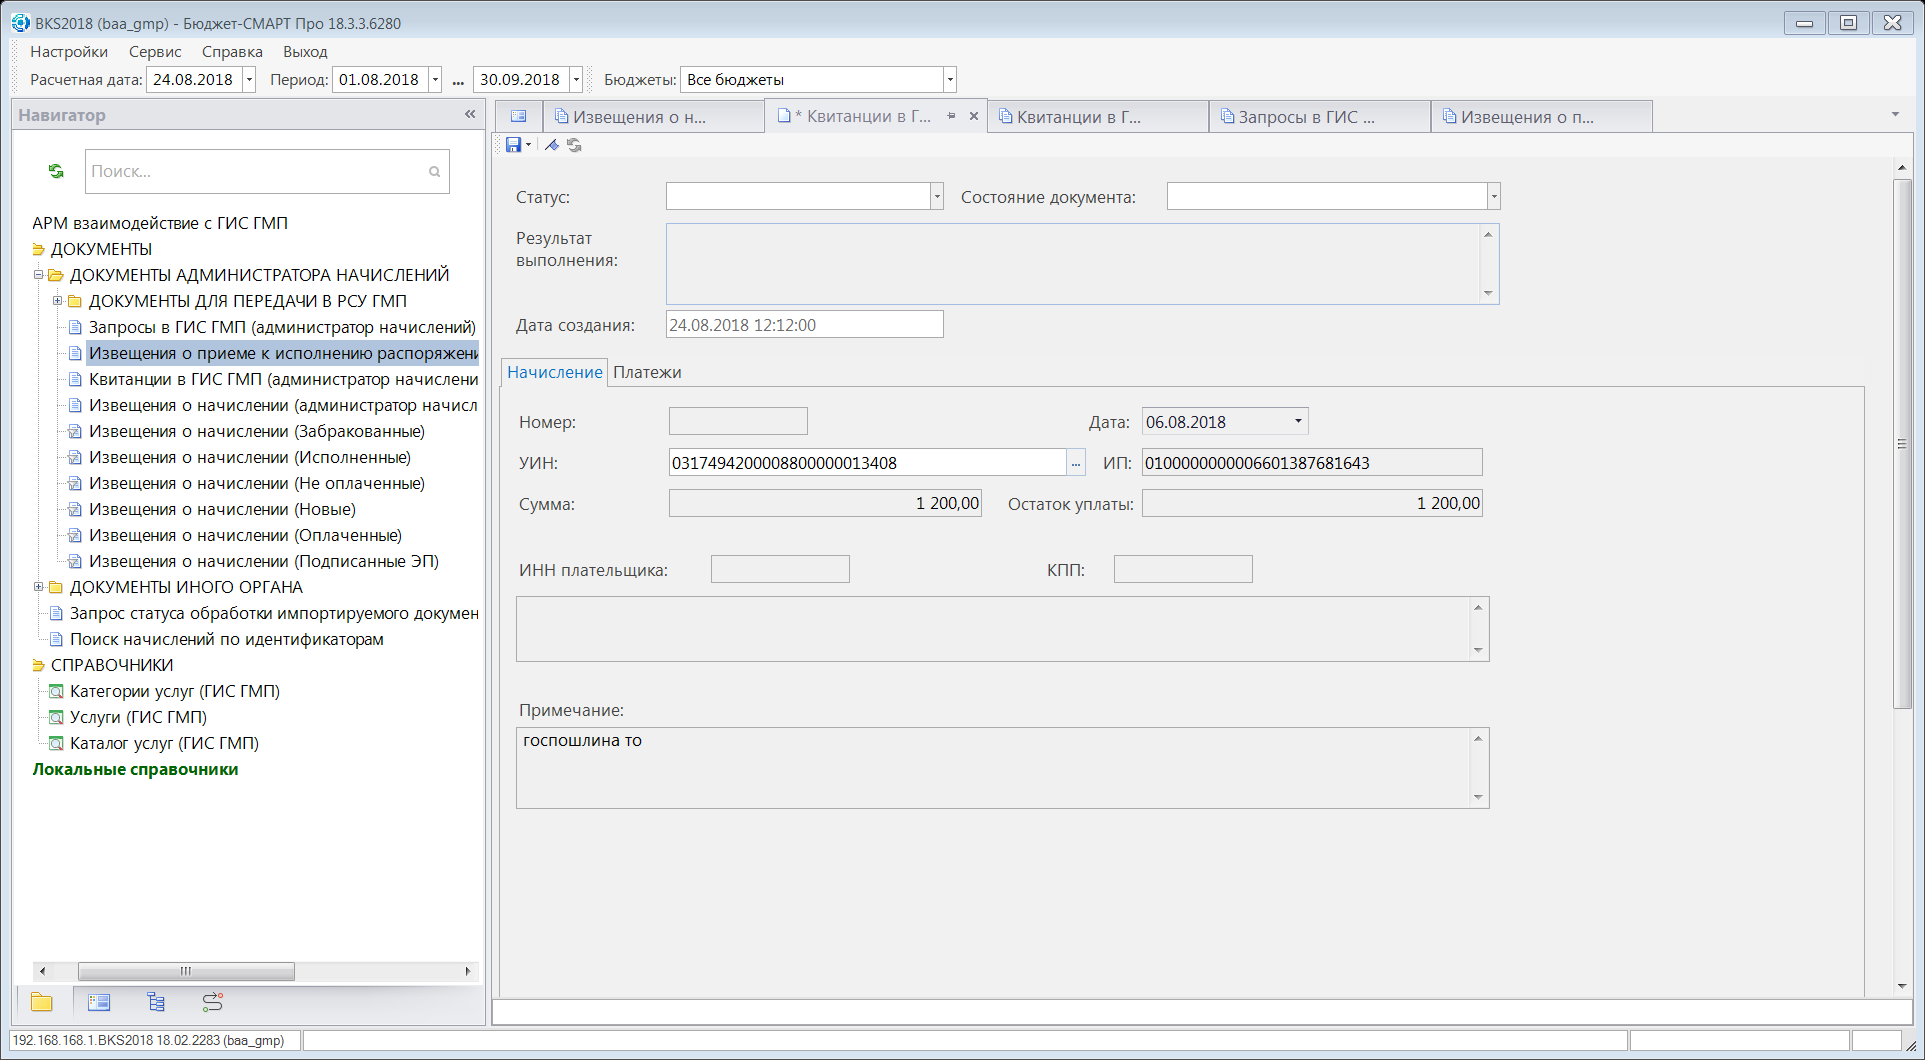 BKS2018 (baa_gmp) - Бюджет-СМАРТ Про 18.3.3.6280
Настройки Сервис Справка Выход
Расчетная дата: 24.08.2018 Период: 01.08.2018 ... 30.09.2018 Бюджеты: Все бюджеты
Навигатор «
Поиск...
АРМ взаимодействие с ГИС ГМП
ДОКУМЕНТЫ
ДОКУМЕНТЫ АДМИНИСТРАТОРА НАЧИСЛЕНИЙ
ДОКУМЕНТЫ ДЛЯ ПЕРЕДАЧИ В РСУ ГМП
Запросы в ГИС ГМП (администратор начислений)
Извещения о приеме к исполнению распоряжени
Квитанции в ГИС ГМП (администратор начислени
Извещения о начислении (администратор начисл
Извещения о начислении (Забракованные)
Извещения о начислении (Исполненные)
Извещения о начислении (Не оплаченные)
Извещения о начислении (Новые)
Извещения о начислении (Оплаченные)
Извещения о начислении (Подписанные ЭП)
ДОКУМЕНТЫ ИНОГО ОРГАНА
Запрос статуса обработки импортируемого докумен
Поиск начислений по идентификаторам
СПРАВОЧНИКИ
Категории услуг (ГИС ГМП)
Услуги (ГИС ГМП)
Каталог услуг (ГИС ГМП)
Локальные справочники
Извещения о н... * Квитанции в Г... Квитанции в Г... Запросы в ГИС ... Извещения о п...
Статус: Состояние документа:
Результат
выполнения:
Дата создания: 24.08.2018 12:12:00
Начисление Платежи
Номер: Дата: 06.08.2018
УИН: 0317494200008800000013408 ... ИП: 0100000000006601387681643
Сумма: 1 200,00 Остаток уплаты: 1 200,00
ИНН плательщика: КПП:
Примечание:
госпошлина то
192.168.168.1.BKS2018 18.02.2283 (baa_gmp)